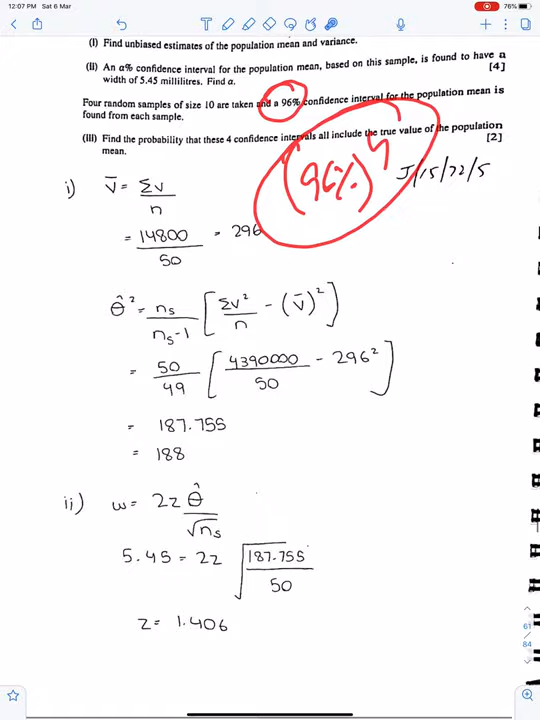 12:07 PM Sat 6 Mar 76%
(i) Find unbiased estimates of the population mean and variance.
(ii) An α% confidence interval for the population mean, based on this sample, is found to have a
width of 5.45 millilitres. Find α. [4]
Four random samples of size 10 are taken and a 96% confidence interval for the population mean is
found from each sample.
(iii) Find the probability that these 4 confidence intervals all include the true value of the population
mean. [2]
(96%)
J/15/72/5
i) V̄ = Σv / n
= 14800 / 50 = 296
θ̂² = nₛ / nₛ-1 [ Σv² / n - (V̄)² ]
= 50 / 49 [ 4390000 / 50 - 296² ]
= 187.755
= 188
ii) w = 2z θ̂ / √nₛ
5.45 = 2z √ 187.755 / 50
z = 1.406
61
/
84